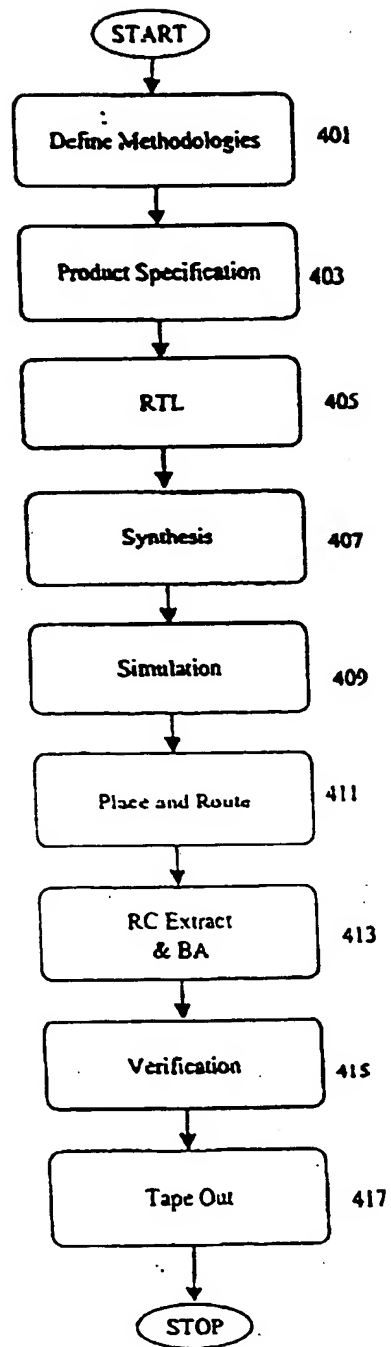 START
Define Methodologies 401
Product Specification 403
RTL 405
Synthesis 407
Simulation 409
Place and Route 411
RC Extract
& BA 413
Verification 415
Tape Out 417
STOP